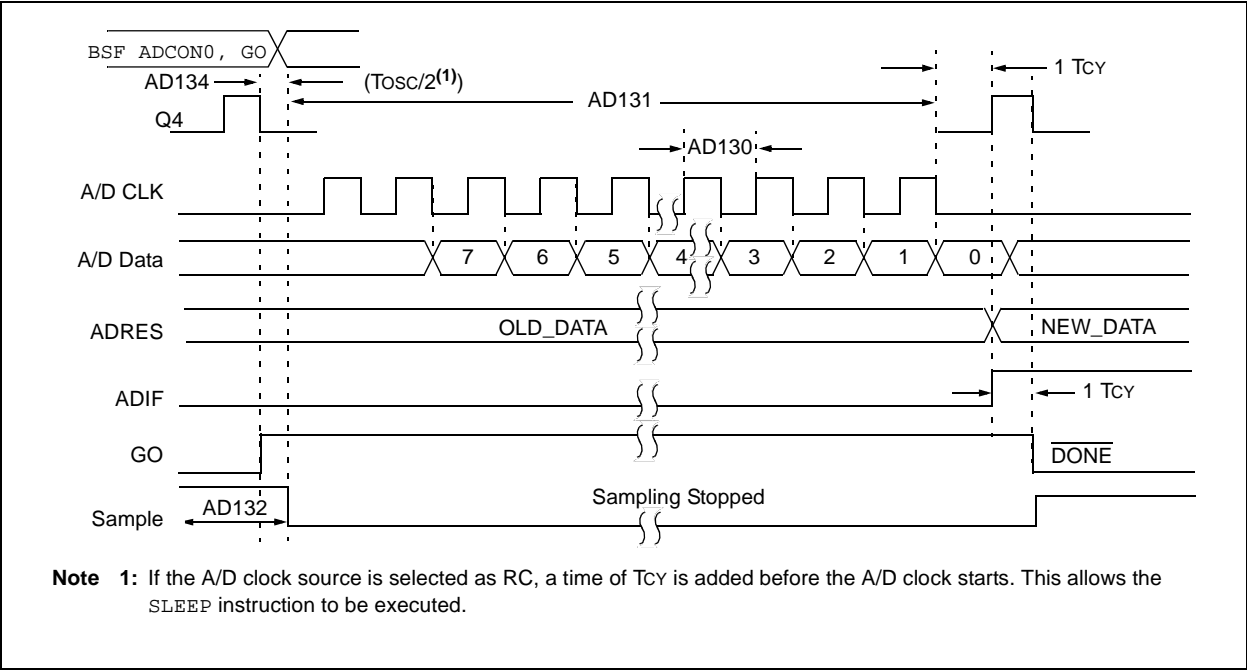 BSF ADCON0, GO
AD134 (TOSC/2(1)) 1 TCY
AD131
Q4
AD130
A/D CLK
A/D Data 7 6 5 4 3 2 1 0
ADRES OLD_DATA NEW_DATA
ADIF 1 TCY
GO DONE
Sampling Stopped
AD132
Sample
Note 1: If the A/D clock source is selected as RC, a time of TCY is added before the A/D clock starts. This allows the
SLEEP instruction to be executed.